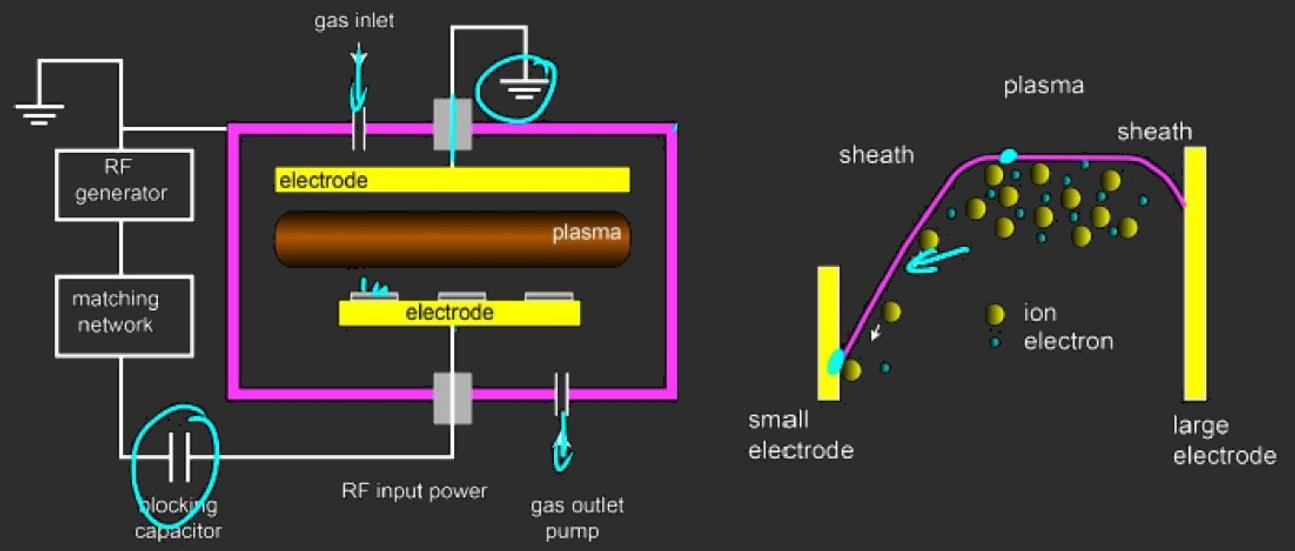 gas inlet
RF
generator
electrode
plasma
matching
network
electrode
blocking
capacitor
RF input power
gas outlet
pump
plasma
sheath
sheath
ion
electron
small
electrode
large
electrode